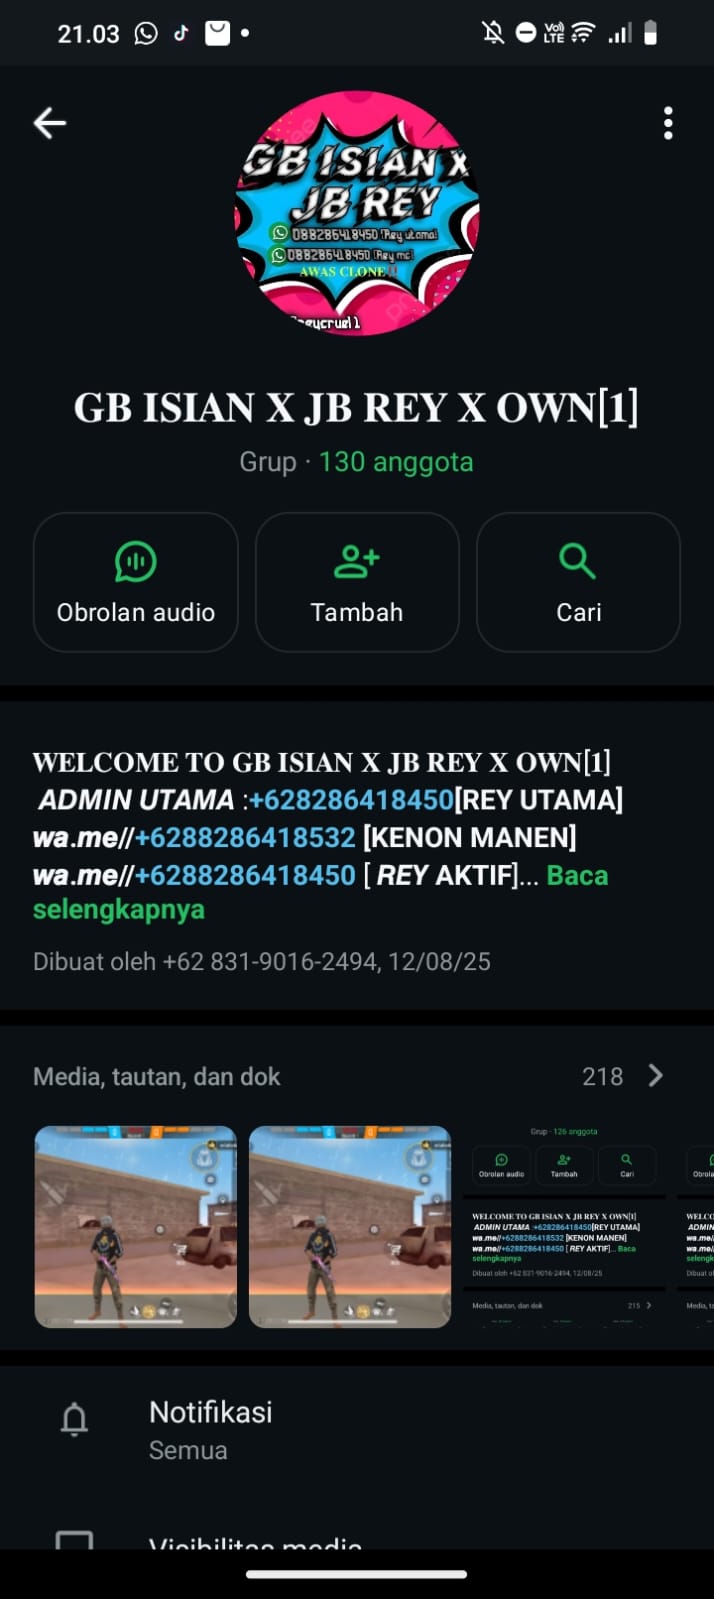 21.03
Vo)
LTE
GB ISIAN X
JB REY
088286418450 [Rey utama]
088286418450 [Rey mc]
AWAS CLONE
GB ISIAN X JB REY X OWN[1]
Grup · 130 anggota
Obrolan audio
Tambah
Cari
WELCOME TO GB ISIAN X JB REY X OWN[1]
ADMIN UTAMA :+628286418450[REY UTAMA]
wa.me//+6288286418532 [KENON MANEN]
wa.me//+6288286418450 [ REY AKTIF]... Baca
selengkapnya
Dibuat oleh +62 831-9016-2494, 12/08/25
Media, tautan, dan dok 218
Grup · 126 anggota
Obrolan audio
Tambah
Cari
WELCOME TO GB ISIAN X JB REY X OWN[1]
ADMIN UTAMA :+628286418450[REY UTAMA]
wa.me//+6288286418532 [KENON MANEN]
wa.me//+6288286418450 [ REY AKTIF]... Baca
selengkapnya
Dibuat oleh +62 831-9016-2494, 12/08/25
Media, tautan, dan dok 215
Notifikasi
Semua
Visibilitas media